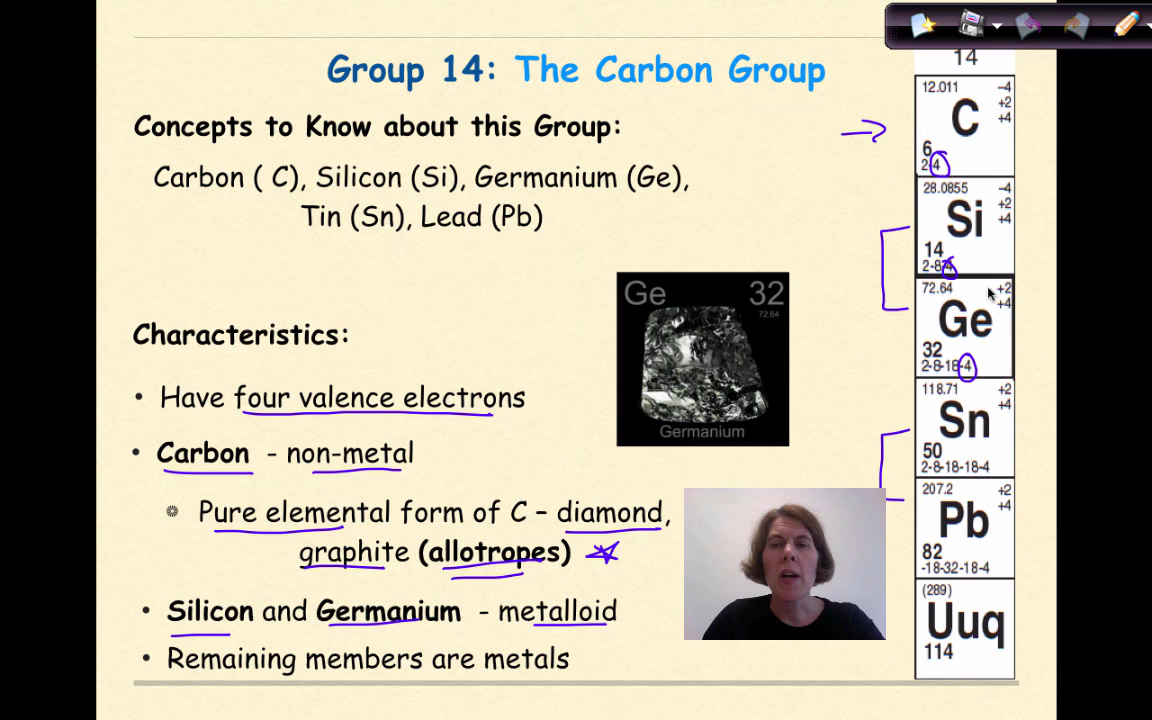 Group 14: The Carbon Group
Concepts to Know about this Group:
Carbon ( C), Silicon (Si), Germanium (Ge),
Tin (Sn), Lead (Pb)
Ge 32
72.64
Germanium
Characteristics:
• Have four valence electrons
• Carbon - non-metal
Pure elemental form of C – diamond,
graphite (allotropes)
• Silicon and Germanium - metalloid
• Remaining members are metals
14
12.011 –4
+2
+4
C
6
2-4
28.0855 –4
+2
+4
Si
14
2-8-4
72.64 +2
+4
Ge
32
2-8-18-4
118.71 +2
+4
Sn
50
2-8-18-18-4
207.2 +2
+4
Pb
82
-18-32-18-4
(289)
Uuq
114